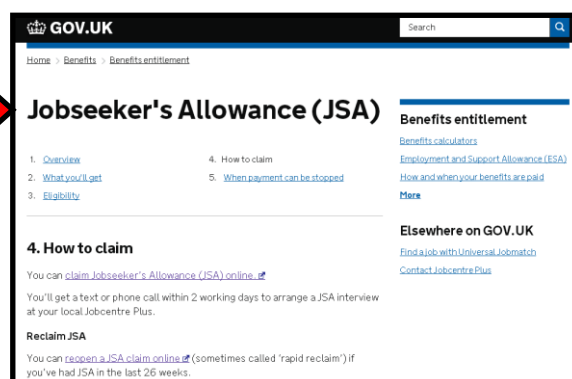 GOV.UK
Search
Home > Benefits > Benefits entitlement
Jobseeker's Allowance (JSA)
1. Overview
2. What you'll get
3. Eligibility
4. How to claim
5. When payment can be stopped
4. How to claim
You can claim Jobseeker's Allowance (JSA) online.
You'll get a text or phone call within 2 working days to arrange a JSA interview
at your local Jobcentre Plus.
Reclaim JSA
You can reopen a JSA claim online (sometimes called 'rapid reclaim') if
you've had JSA in the last 26 weeks.
Benefits entitlement
Benefits calculators
Employment and Support Allowance (ESA)
How and when your benefits are paid
More
Elsewhere on GOV.UK
Find a job with Universal Jobmatch
Contact Jobcentre Plus